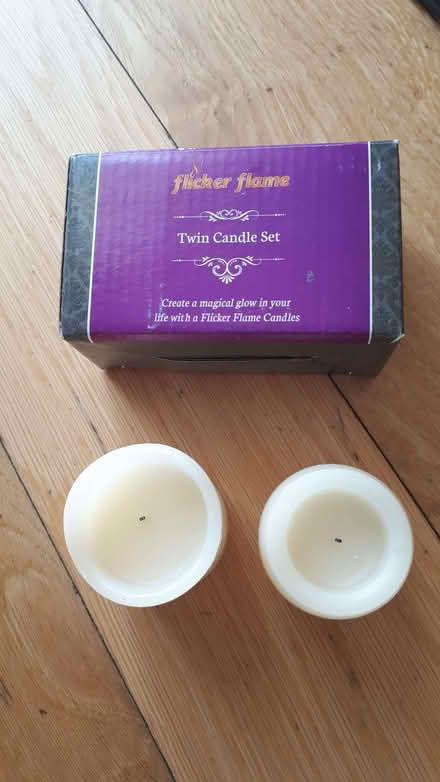 flicker flame
Twin Candle Set
Create a magical glow in your
life with a Flicker Flame Candles